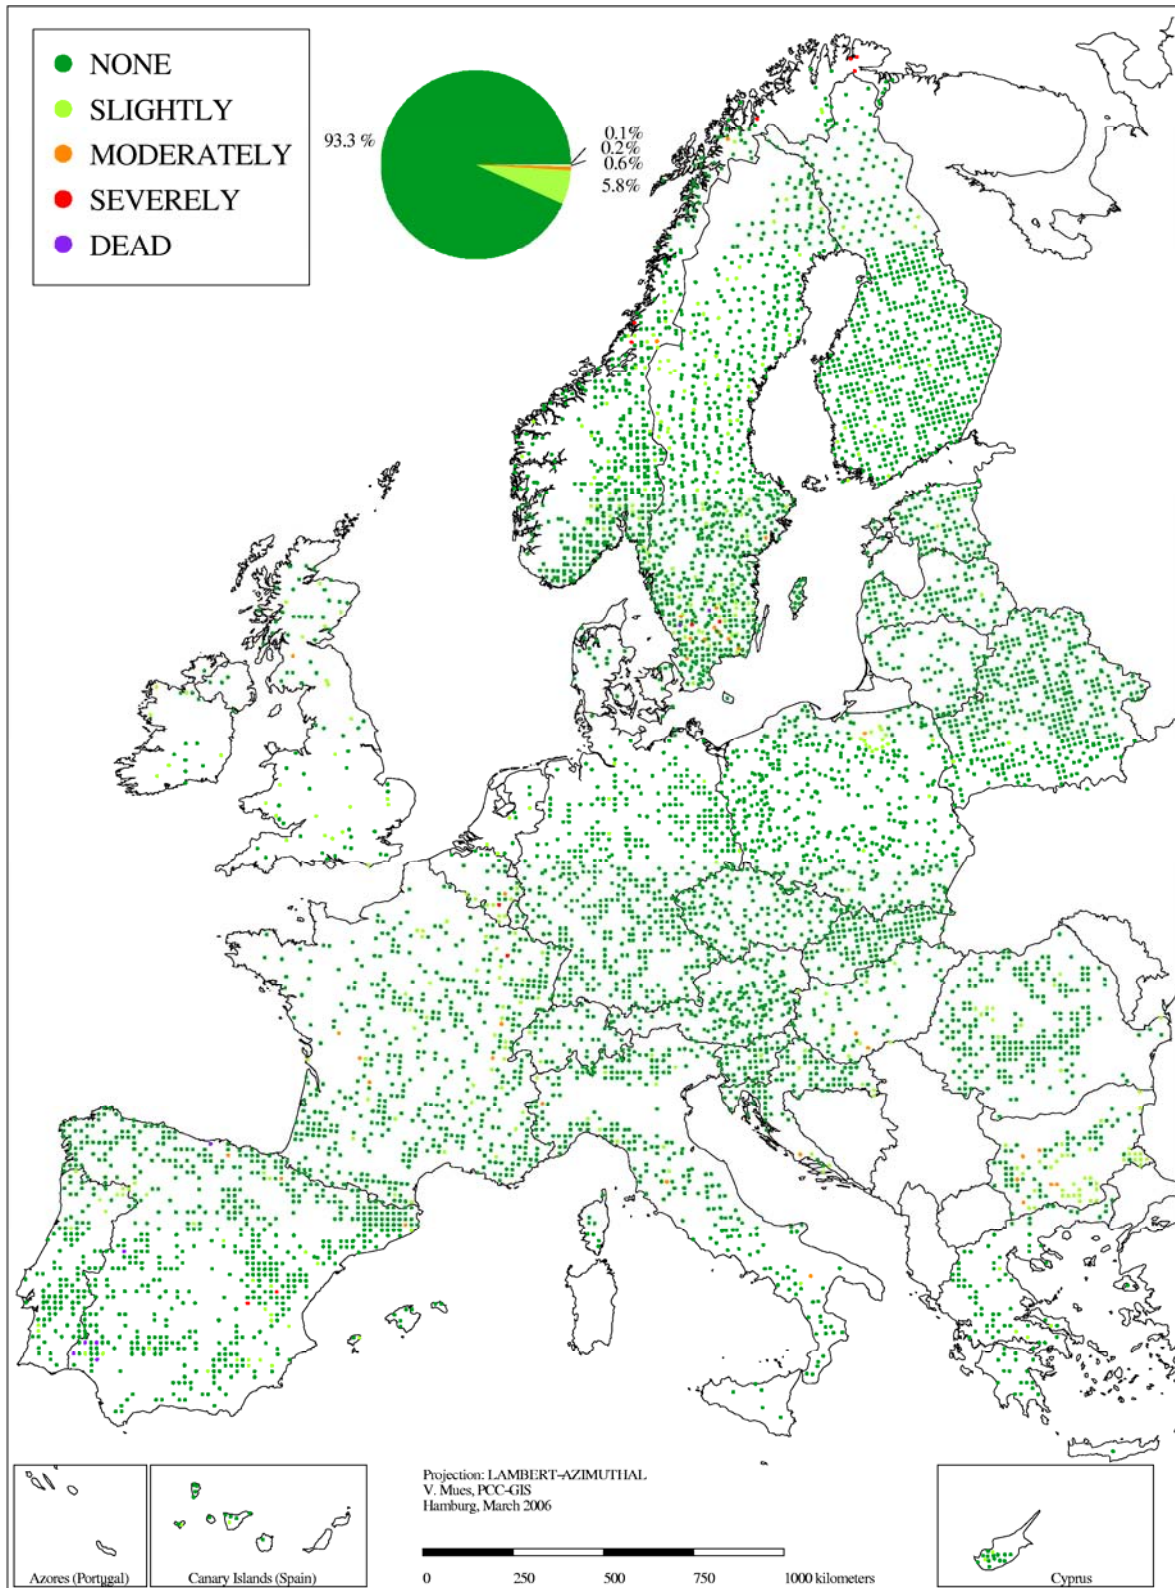 NONE
SLIGHTLY
MODERATELY
SEVERELY
DEAD
93.3 %
0.1%
0.2%
0.6%
5.8%
Projection: LAMBERT-AZIMUTHAL
V. Mues, PCC-GIS
Hamburg, March 2006
0 250 500 750 1000 kilometers
Azores (Portugal)
Canary Islands (Spain)
Cyprus